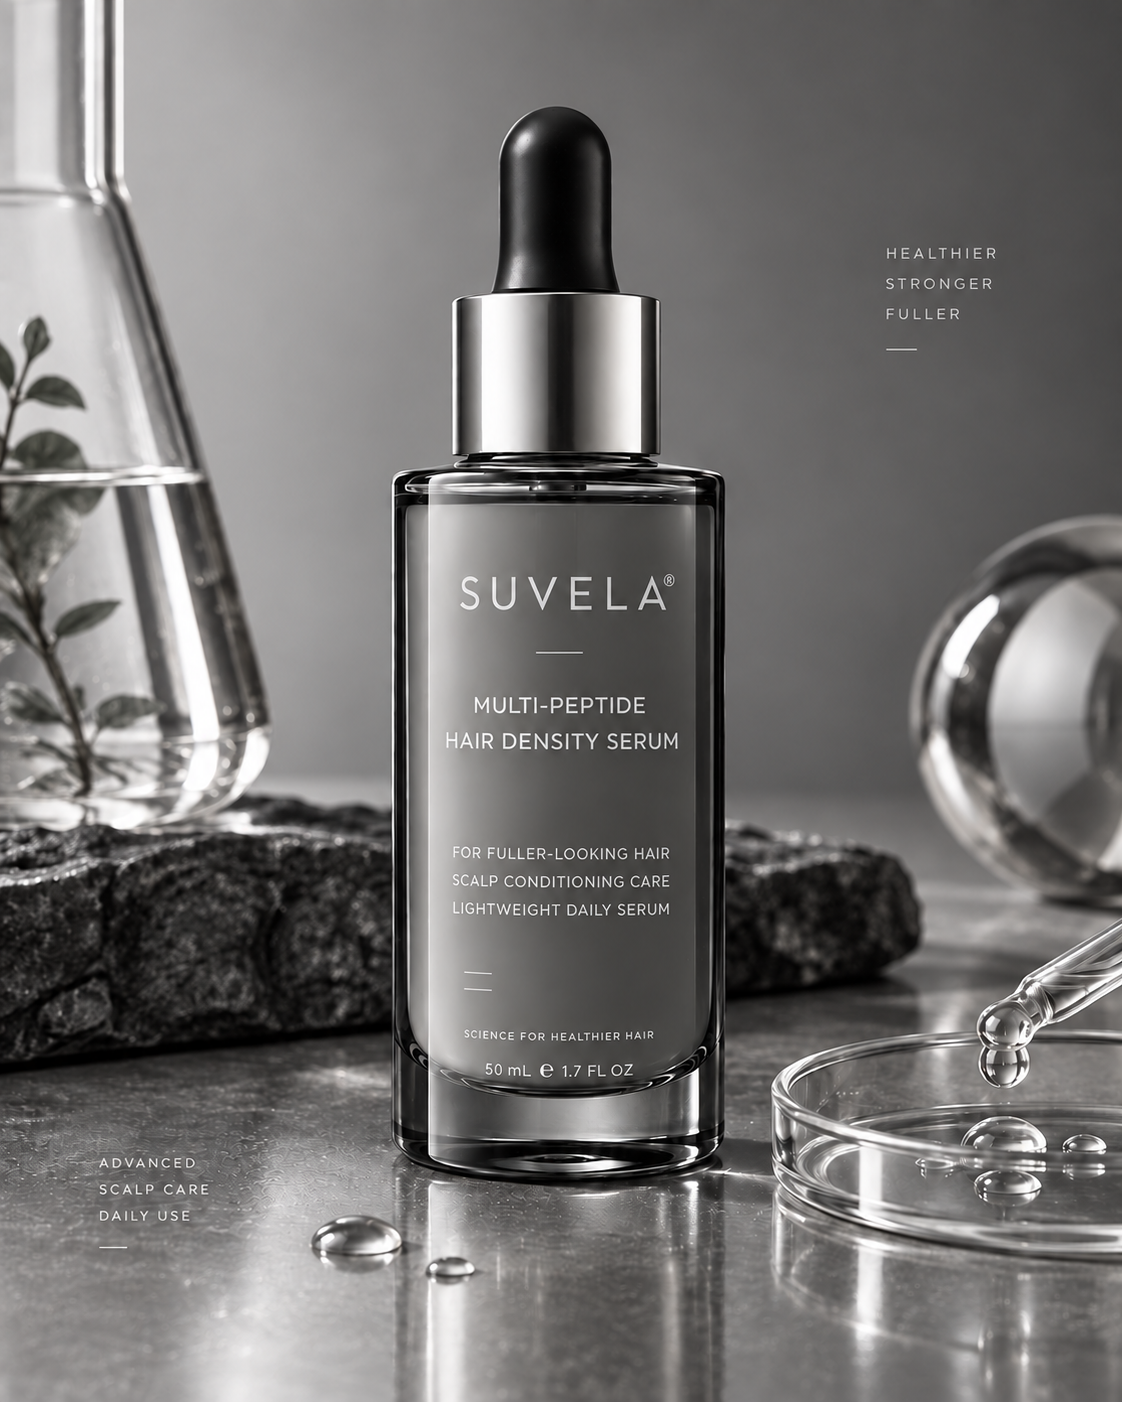 HEALTHIER
STRONGER
FULLER
SUVELA®
MULTI-PEPTIDE
HAIR DENSITY SERUM
FOR FULLER-LOOKING HAIR
SCALP CONDITIONING CARE
LIGHTWEIGHT DAILY SERUM
SCIENCE FOR HEALTHIER HAIR
50 mL ℮ 1.7 FL OZ
ADVANCED
SCALP CARE
DAILY USE